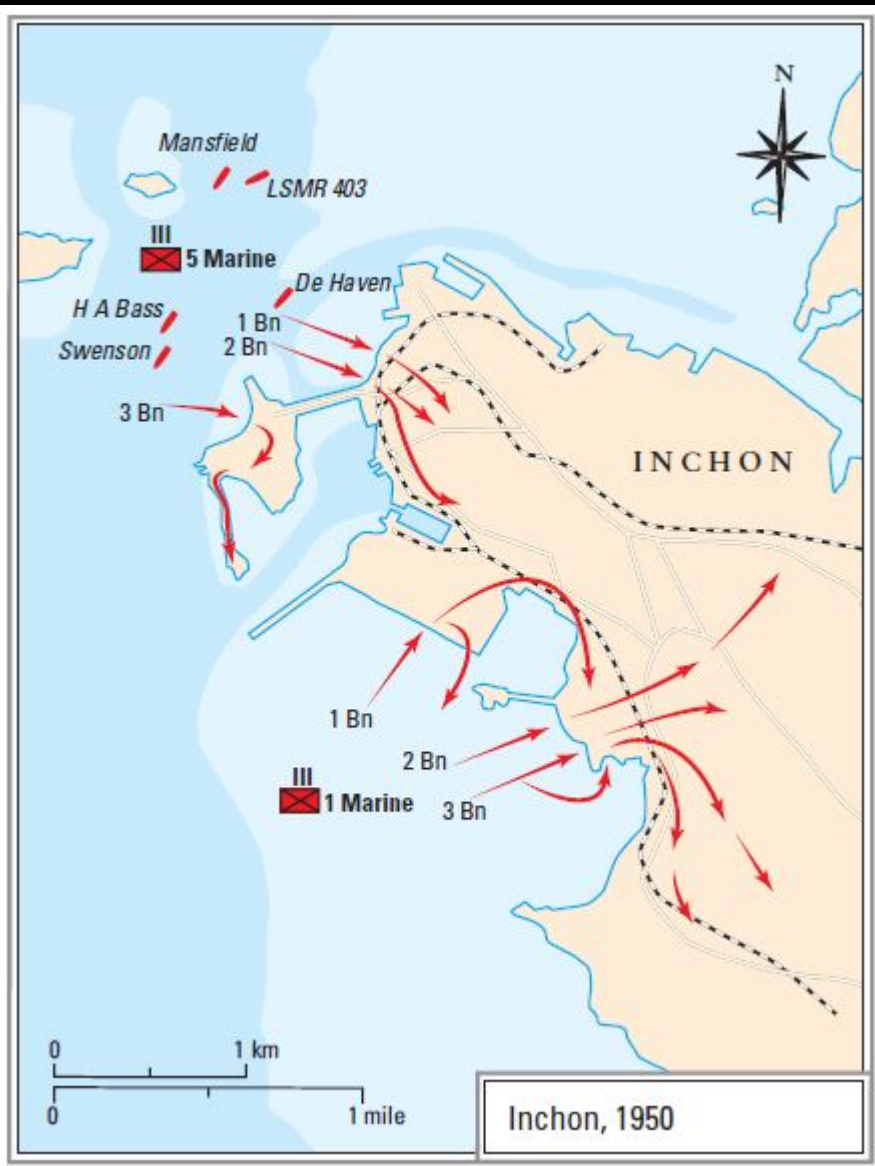 N
Mansfield
LSMR 403
III
5 Marine
De Haven
H A Bass
1 Bn
Swenson
2 Bn
3 Bn
INCHON
1 Bn
2 Bn
III
1 Marine
3 Bn
0
1 km
0
1 mile
Inchon, 1950